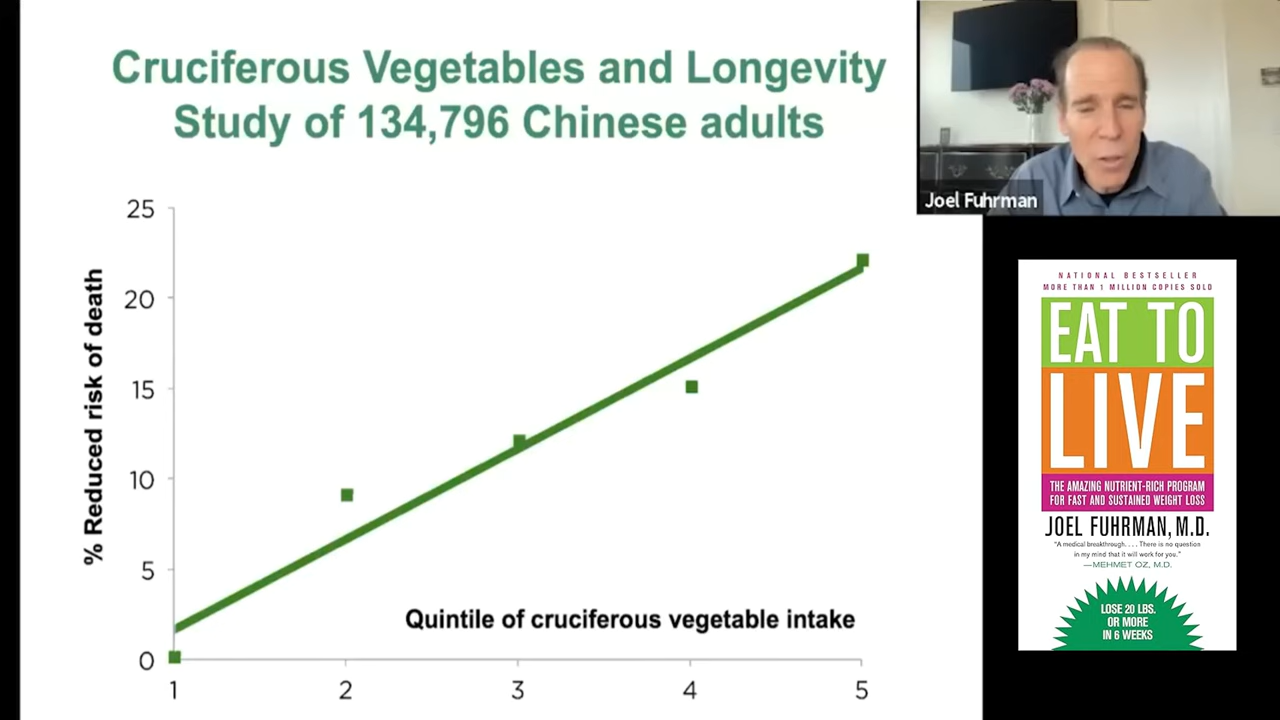 Cruciferous Vegetables and Longevity
Study of 134,796 Chinese adults
% Reduced risk of death
25
20
15
10
5
0
Quintile of cruciferous vegetable intake
1
2
3
4
5
Joel Fuhrman
NATIONAL BESTSELLER
MORE THAN 1 MILLION COPIES SOLD
EAT TO
LIVE
THE AMAZING NUTRIENT-RICH PROGRAM
FOR FAST AND SUSTAINED WEIGHT LOSS
JOEL FUHRMAN, M.D.
“A medical breakthrough. . . . There is no question
in my mind that it will work for you.”
—MEHMET OZ, M.D.
LOSE 20 LBS.
OR MORE
IN 6 WEEKS